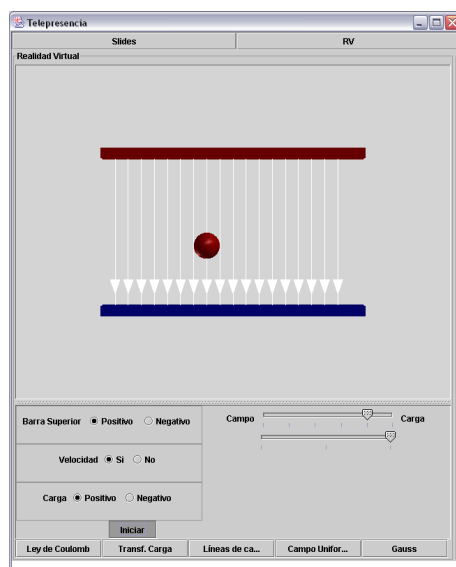 Telepresencia
Slides RV
Realidad Virtual
Barra Superior Positivo Negativo Campo Carga
Velocidad Si No
Carga Positivo Negativo
Iniciar
Ley de Coulomb Transf. Carga Líneas de ca... Campo Unifor... Gauss